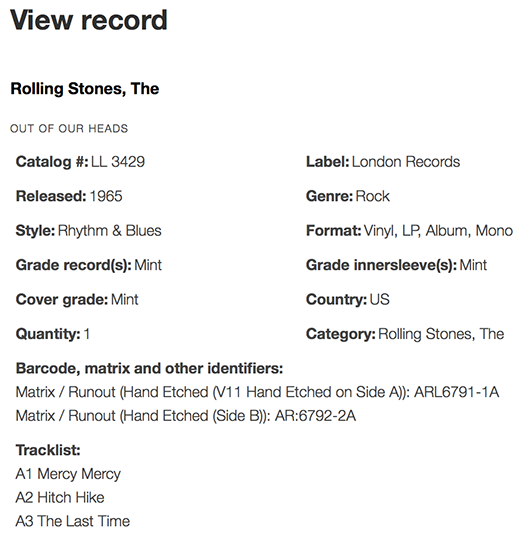 View record
Rolling Stones, The
OUT OF OUR HEADS
Catalog #: LL 3429
Label: London Records
Released: 1965
Genre: Rock
Style: Rhythm & Blues
Format: Vinyl, LP, Album, Mono
Grade record(s): Mint
Grade innersleeve(s): Mint
Cover grade: Mint
Country: US
Quantity: 1
Category: Rolling Stones, The
Barcode, matrix and other identifiers:
Matrix / Runout (Hand Etched (V11 Hand Etched on Side A)): ARL6791-1A
Matrix / Runout (Hand Etched (Side B)): AR:6792-2A
Tracklist:
A1 Mercy Mercy
A2 Hitch Hike
A3 The Last Time